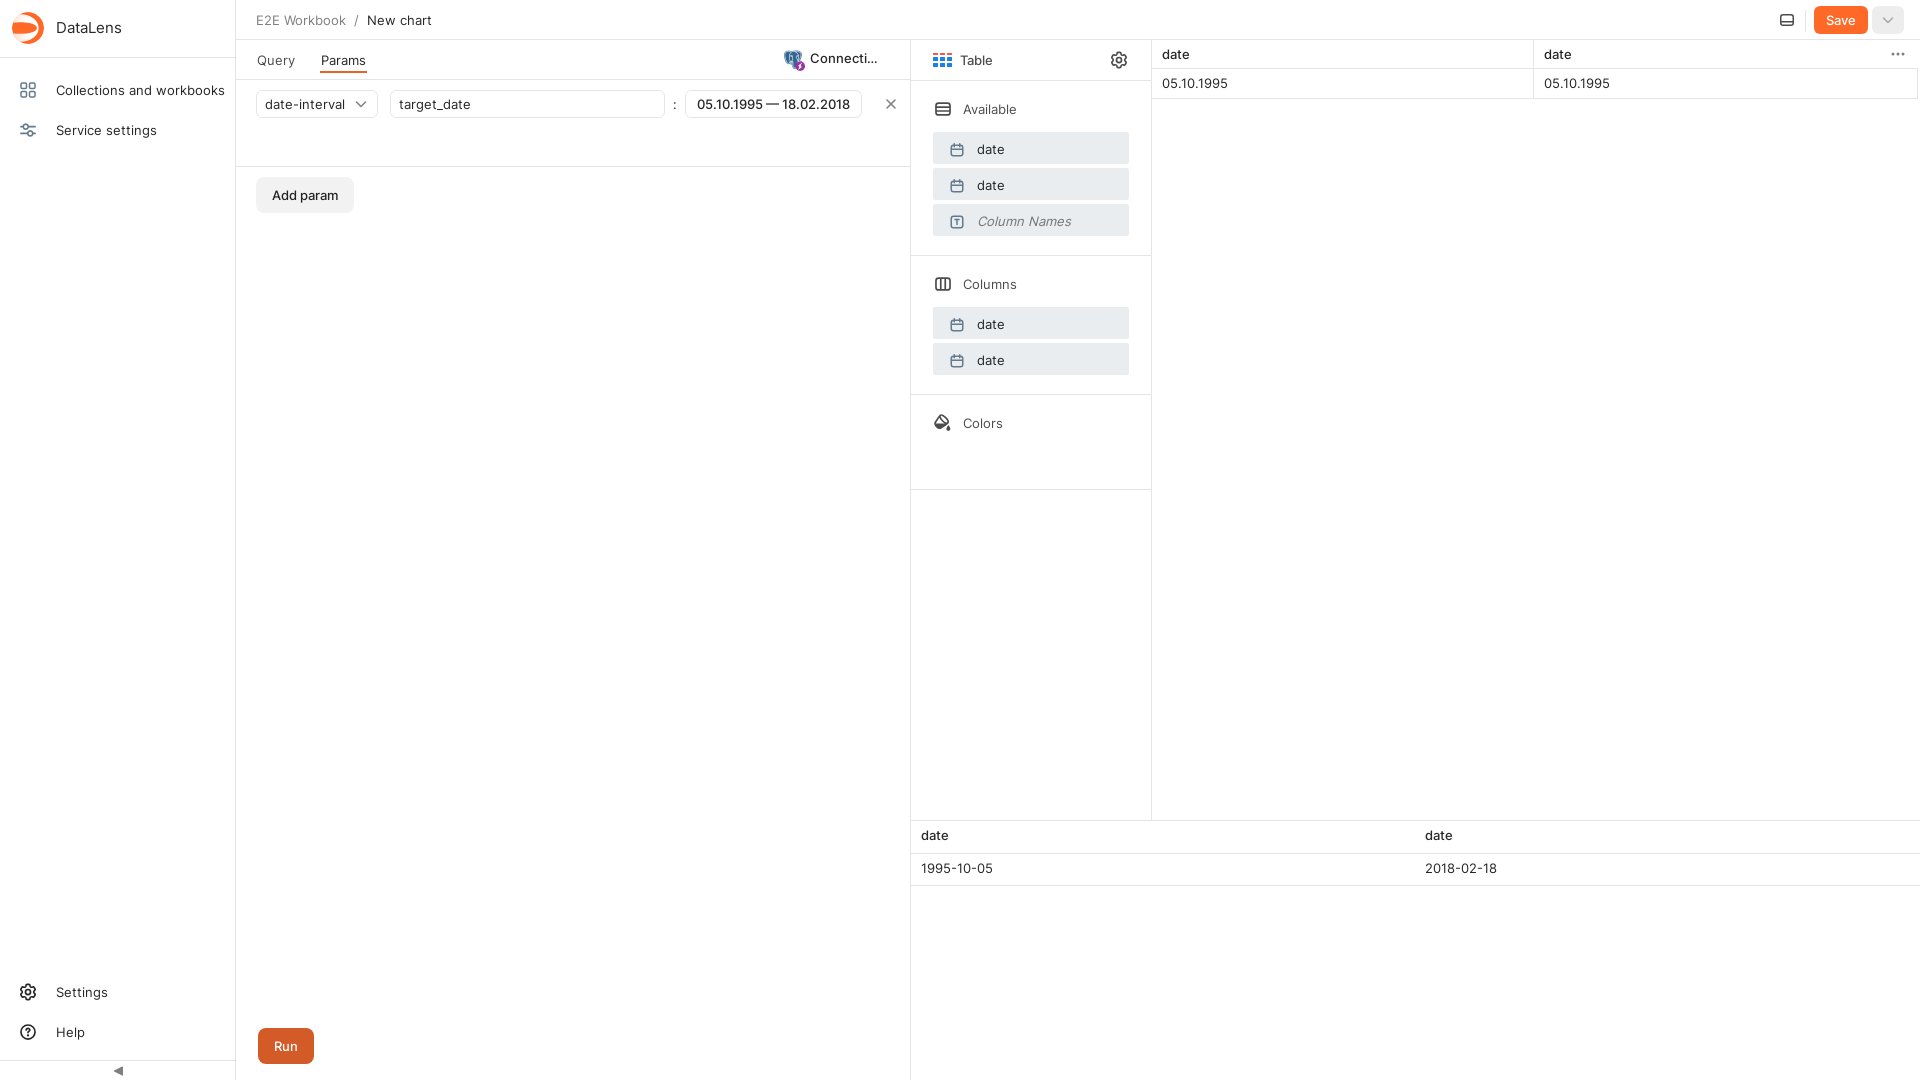 DataLens
Collections and workbooks
Service settings
Settings
Help
E2E Workbook / New chart
Save
Query
Params
Connecti...
date-interval
target_date
:
05.10.1995 — 18.02.2018
Add param
Run
Table
Available
date
date
Column Names
Columns
date
date
Colors
date date
05.10.1995 05.10.1995
date date
1995-10-05 2018-02-18